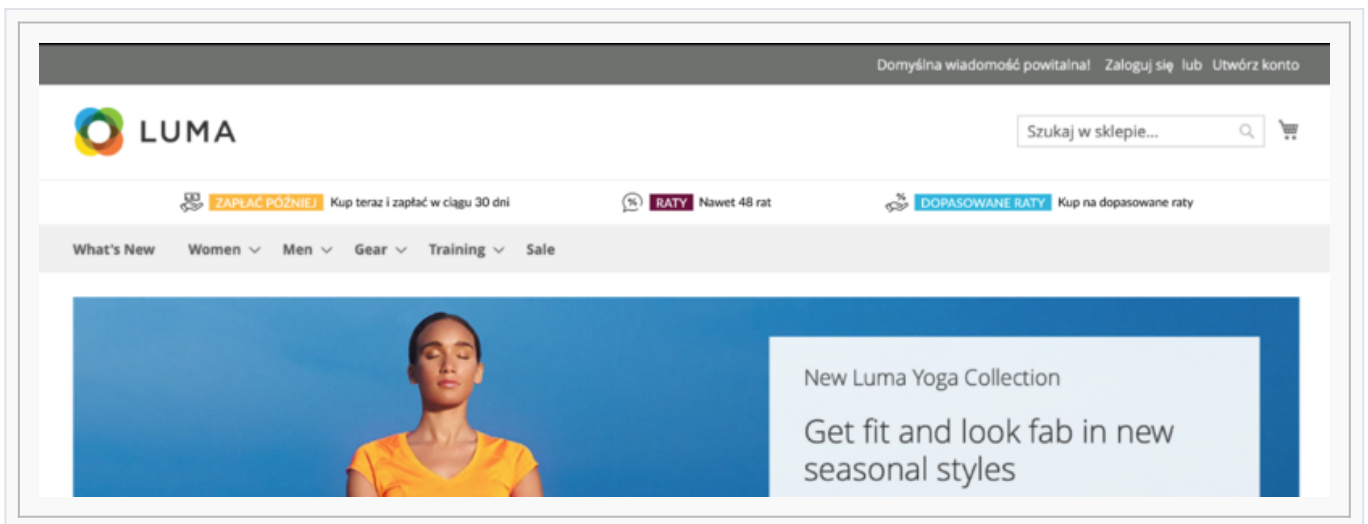 Domyślna wiadomość powitalna! Zaloguj się lub Utwórz konto
LUMA
Szukaj w sklepie...
ZAPŁAĆ PÓŹNIEJ Kup teraz i zapłać w ciągu 30 dni RATY Nawet 48 rat DOPASOWANE RATY Kup na dopasowane raty
What's New Women Men Gear Training Sale
New Luma Yoga Collection
Get fit and look fab in new
seasonal styles